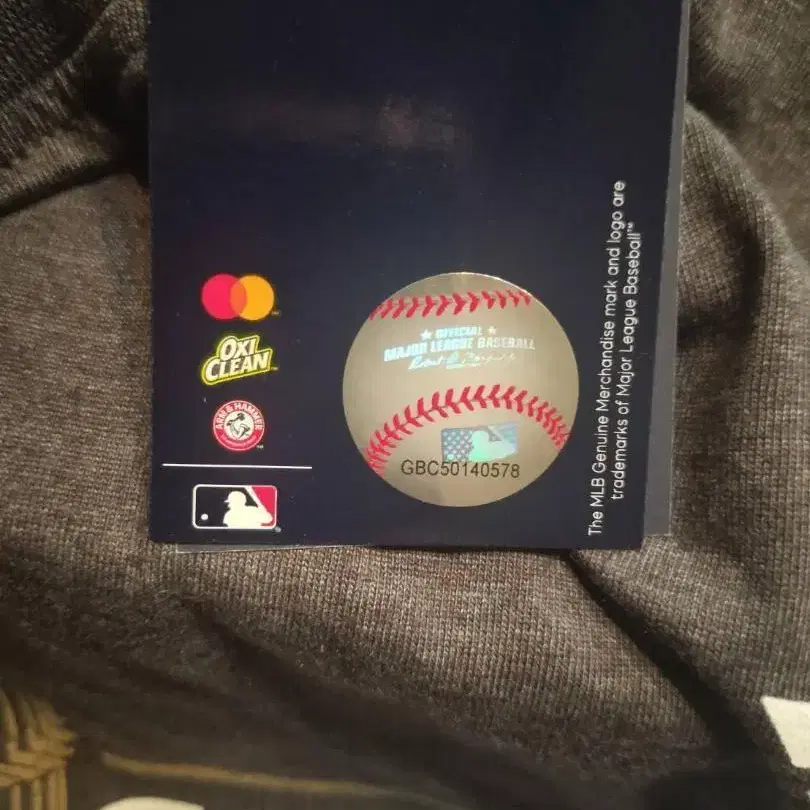 OXI
CLEAN
ARM & HAMMER
OFFICIAL
MAJOR LEAGUE BASEBALL
GBC50140578
The MLB Genuine Merchandise mark and logo are
trademarks of Major League Baseball™